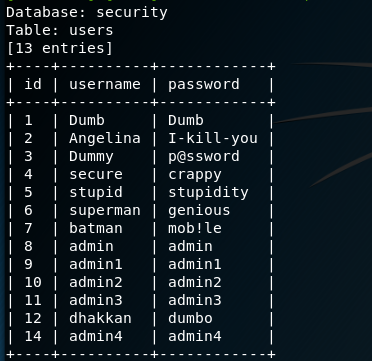 Database: security
Table: users
[13 entries]
+----+----------+------------+
| id | username | password   |
+----+----------+------------+
| 1  | Dumb     | Dumb       |
| 2  | Angelina | I-kill-you |
| 3  | Dummy    | p@ssword   |
| 4  | secure   | crappy     |
| 5  | stupid   | stupidity  |
| 6  | superman | genious    |
| 7  | batman   | mob!le     |
| 8  | admin    | admin      |
| 9  | admin1   | admin1     |
| 10 | admin2   | admin2     |
| 11 | admin3   | admin3     |
| 12 | dhakkan  | dumbo      |
| 14 | admin4   | admin4     |
+----+----------+------------+